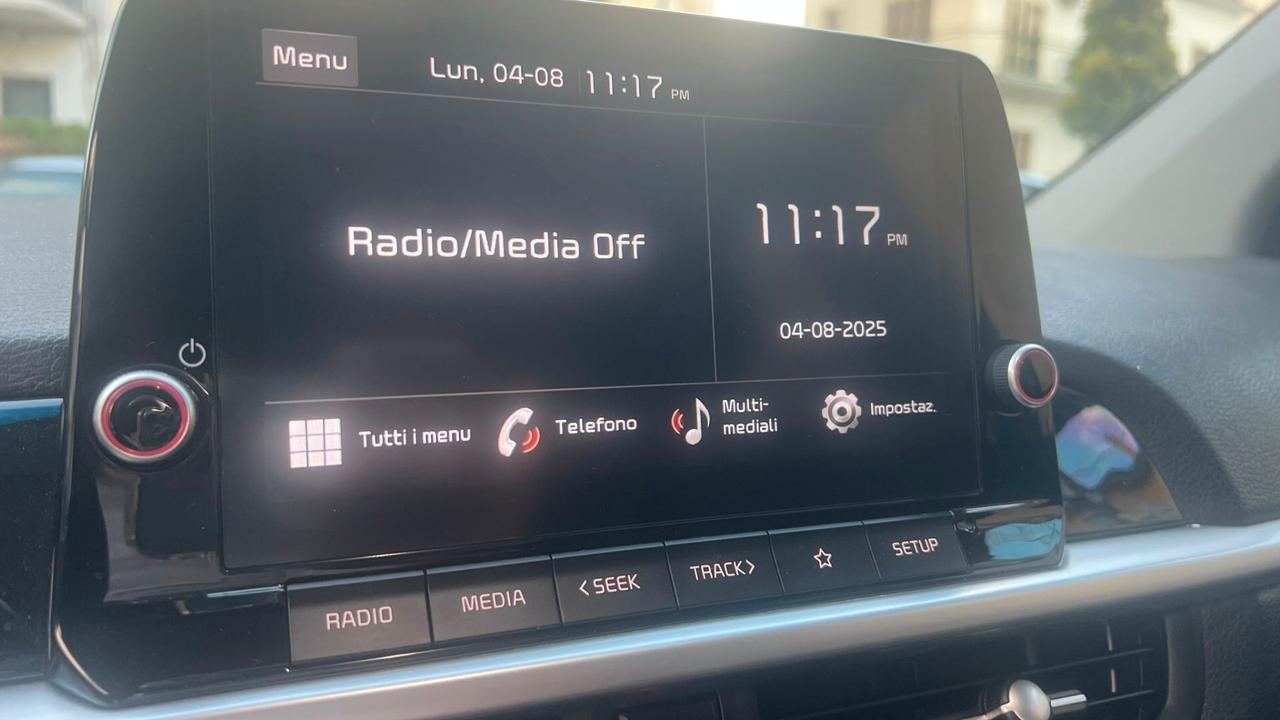 Menu
Lun, 04-08 11:17 PM
Radio/Media Off
11:17 PM
04-08-2025
Tutti i menu
Telefono
Multi-
mediali
Impostaz.
RADIO
MEDIA
<SEEK
TRACK>
SETUP